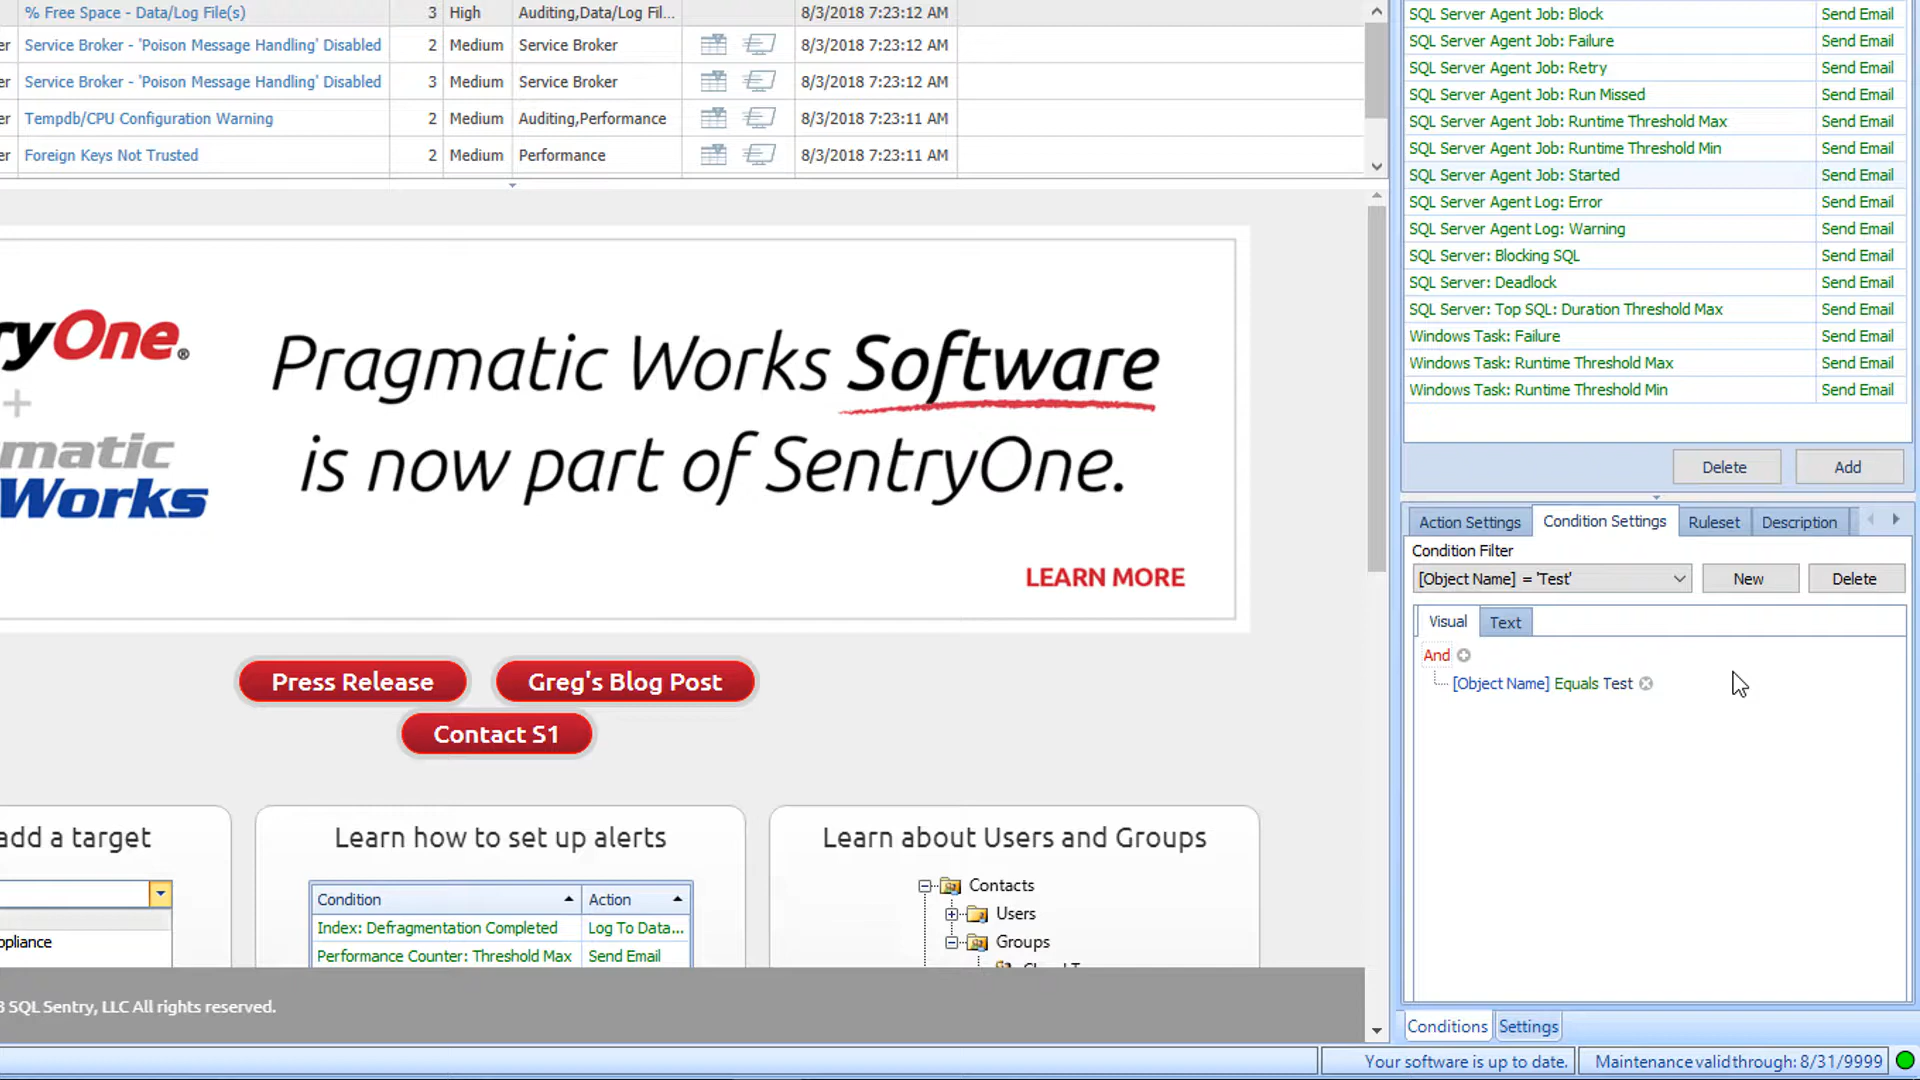 % Free Space - Data/Log File(s) 3 High Auditing,Data/Log Fil... 8/3/2018 7:23:12 AM
er Service Broker - 'Poison Message Handling' Disabled 2 Medium Service Broker 8/3/2018 7:23:12 AM
er Service Broker - 'Poison Message Handling' Disabled 3 Medium Service Broker 8/3/2018 7:23:12 AM
er Tempdb/CPU Configuration Warning 2 Medium Auditing,Performance 8/3/2018 7:23:11 AM
er Foreign Keys Not Trusted 2 Medium Performance 8/3/2018 7:23:11 AM
ryOne®
+
matic
Works
Pragmatic Works Software
is now part of SentryOne.
LEARN MORE
Press Release Greg's Blog Post
Contact S1
add a target
ppliance
Learn how to set up alerts
Condition Action
Index: Defragmentation Completed Log To Data...
Performance Counter: Threshold Max Send Email
Learn about Users and Groups
Contacts
Users
Groups
SQL Sentry, LLC All rights reserved.
SQL Server Agent Job: Block Send Email
SQL Server Agent Job: Failure Send Email
SQL Server Agent Job: Retry Send Email
SQL Server Agent Job: Run Missed Send Email
SQL Server Agent Job: Runtime Threshold Max Send Email
SQL Server Agent Job: Runtime Threshold Min Send Email
SQL Server Agent Job: Started Send Email
SQL Server Agent Log: Error Send Email
SQL Server Agent Log: Warning Send Email
SQL Server: Blocking SQL Send Email
SQL Server: Deadlock Send Email
SQL Server: Top SQL: Duration Threshold Max Send Email
Windows Task: Failure Send Email
Windows Task: Runtime Threshold Max Send Email
Windows Task: Runtime Threshold Min Send Email
Delete Add
Action Settings Condition Settings Ruleset Description
Condition Filter
[Object Name] = 'Test' New Delete
Visual Text
And
[Object Name] Equals Test
Conditions Settings
Your software is up to date. Maintenance valid through: 8/31/9999